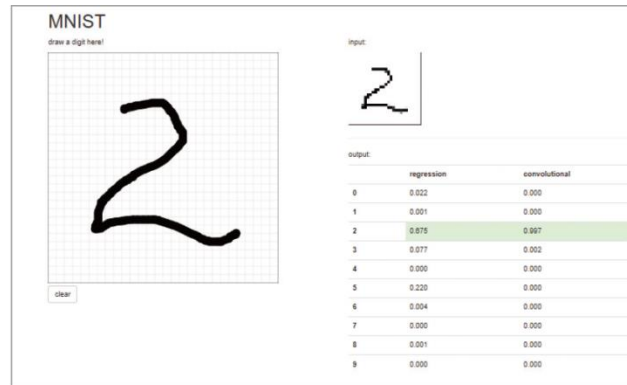 MNIST
draw a digit here!
2
clear
input:
2
output:
regression convolutional
0 0.022 0.000
1 0.001 0.000
2 0.675 0.997
3 0.077 0.002
4 0.000 0.000
5 0.220 0.000
6 0.004 0.000
7 0.000 0.000
8 0.001 0.000
9 0.000 0.000